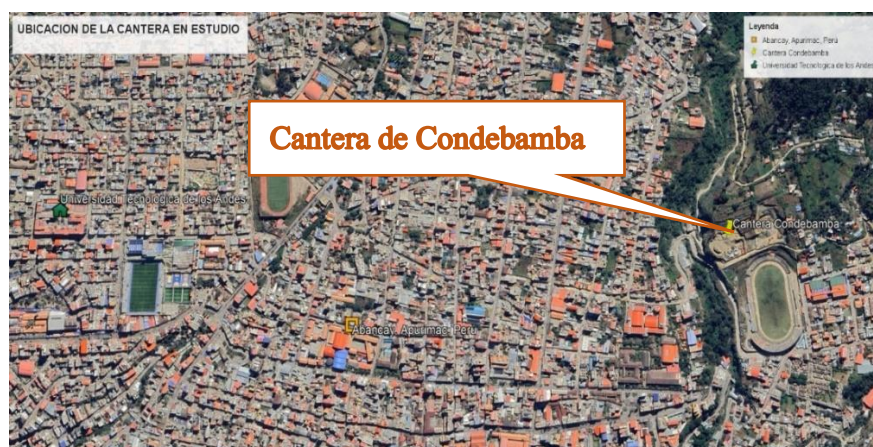 UBICACION DE LA CANTERA EN ESTUDIO
Leyenda
Abancay, Apurimac, Perú
Cantera Condebamba
Universidad Tecnologica de los Andes
Cantera de Condebamba
Universidad Tecnologica de los Andes
Cantera Condebamba
Abancay, Apurimac, Perú